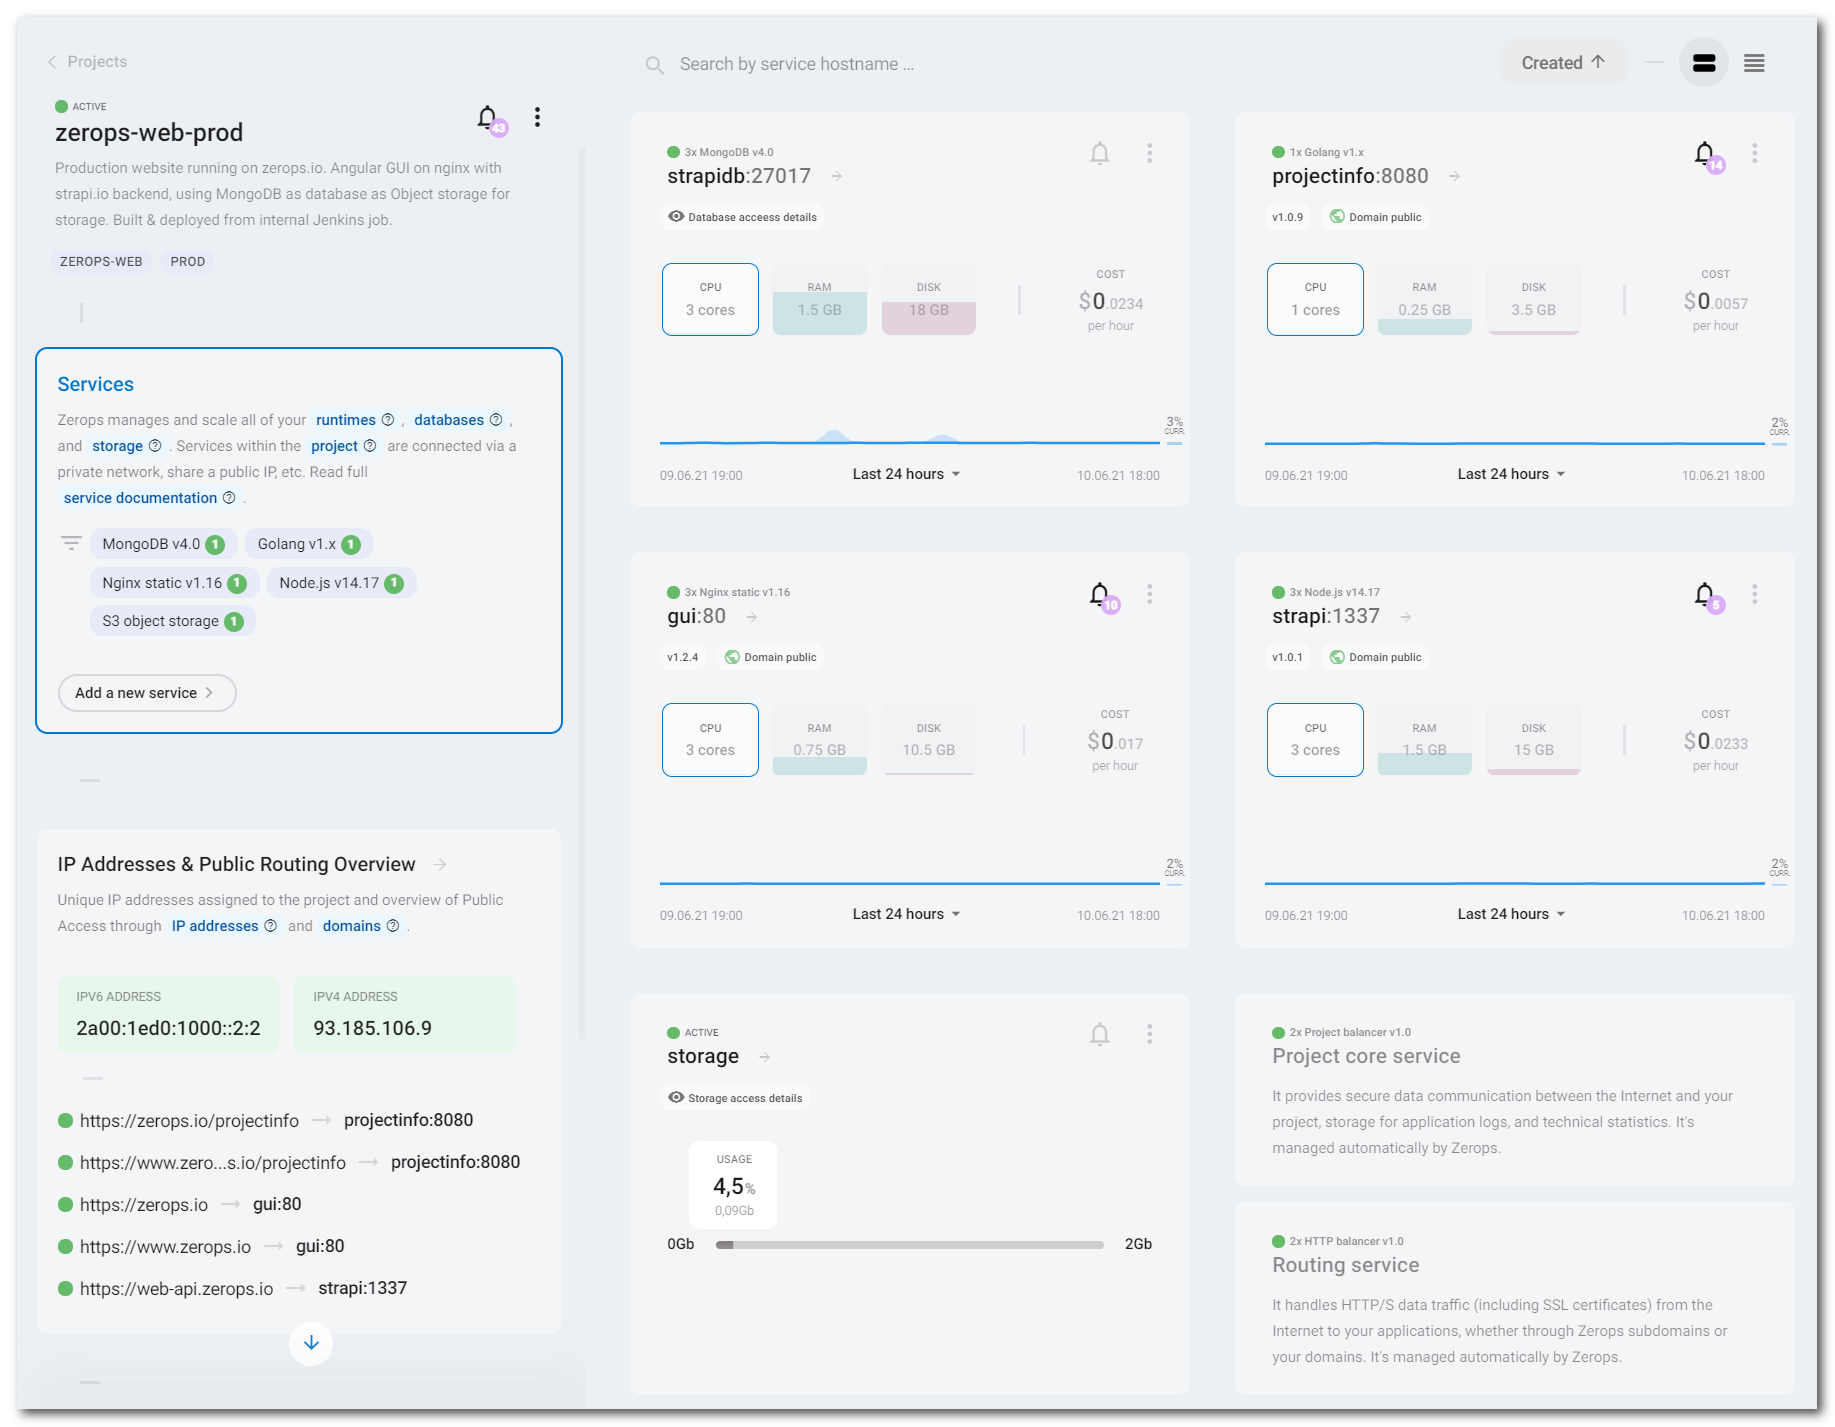 Projects
ACTIVE
zerops-web-prod
43
Production website running on zerops.io. Angular GUI on nginx with
strapi.io backend, using MongoDB as database as Object storage for
storage. Built & deployed from internal Jenkins job.
ZEROPS-WEB PROD
Services
Zerops manages and scale all of your runtimes , databases ,
and storage . Services within the project are connected via a
private network, share a public IP, etc. Read full
service documentation .
MongoDB v4.0 1 Golang v1.x 1
Nginx static v1.16 1 Node.js v14.17 1
S3 object storage 1
Add a new service
IP Addresses & Public Routing Overview
Unique IP addresses assigned to the project and overview of Public
Access through IP addresses and domains .
IPV6 ADDRESS
2a00:1ed0:1000::2:2
IPV4 ADDRESS
93.185.106.9
https://zerops.io/projectinfo → projectinfo:8080
https://www.zero...s.io/projectinfo → projectinfo:8080
https://zerops.io → gui:80
https://www.zerops.io → gui:80
https://web-api.zerops.io → strapi:1337
Search by service hostname ...
Created ↑
3x MongoDB v4.0
strapidb:27017 →
Database acceess details
CPU
3 cores
RAM
1.5 GB
DISK
18 GB
COST
$0.0234
per hour
3%
CURR.
09.06.21 19:00 Last 24 hours 10.06.21 18:00
1x Golang v1.x
projectinfo:8080 →
14
v1.0.9 Domain public
CPU
1 cores
RAM
0.25 GB
DISK
3.5 GB
COST
$0.0057
per hour
2%
CURR.
09.06.21 19:00 Last 24 hours 10.06.21 18:00
3x Nginx static v1.16
gui:80 →
10
v1.2.4 Domain public
CPU
3 cores
RAM
0.75 GB
DISK
10.5 GB
COST
$0.017
per hour
2%
CURR.
09.06.21 19:00 Last 24 hours 10.06.21 18:00
3x Node.js v14.17
strapi:1337 →
5
v1.0.1 Domain public
CPU
3 cores
RAM
1.5 GB
DISK
15 GB
COST
$0.0233
per hour
2%
CURR.
09.06.21 19:00 Last 24 hours 10.06.21 18:00
ACTIVE
storage →
Storage access details
USAGE
4,5%
0,09Gb
0Gb 2Gb
2x Project balancer v1.0
Project core service
It provides secure data communication between the Internet and your
project, storage for application logs, and technical statistics. It's
managed automatically by Zerops.
2x HTTP balancer v1.0
Routing service
It handles HTTP/S data traffic (including SSL certificates) from the
Internet to your applications, whether through Zerops subdomains or
your domains. It's managed automatically by Zerops.